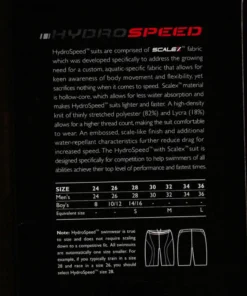 HYDROSPEED
HydroSpeed™ suits are comprised of SCALEX™ fabric
which was developed specifically to address the growing
need for a custom, aquatic-specific fabric that allows for
keen awareness of body movement and flexibility, yet
sacrifices nothing when it comes to speed. Scalex™ material
is hollow-core, which allows for less water absorption and
makes HydroSpeed™ suits lighter and faster. A high-density
knit of thinly stretched polyester (82%) and Lycra (18%)
allows for a higher thread count, making the suit comfortable
to wear. An embossed, scale-like finish and additional
water-repellant characteristics further reduce drag for
increased speed. The HydroSpeed™ with Scalex™ suit is
designed specifically for competition to help swimmers of all
abilities achieve their top level of performance and fastest times.
SIZE 24 26 28 30 32 34 36
Men's 24 26 28 30 32 34 36
Boy's 8 10/12 14/16 - - - -
Equivalent size - - S L
Note: HydroSpeed™ swimwear is true
to size and does not require sizing
down to a competitive fit. All swimsuits
are automatically one size smaller. For
example, if you typically train in a size
28 and race in a size 26, you should
select HydroSpeed™ size 28.